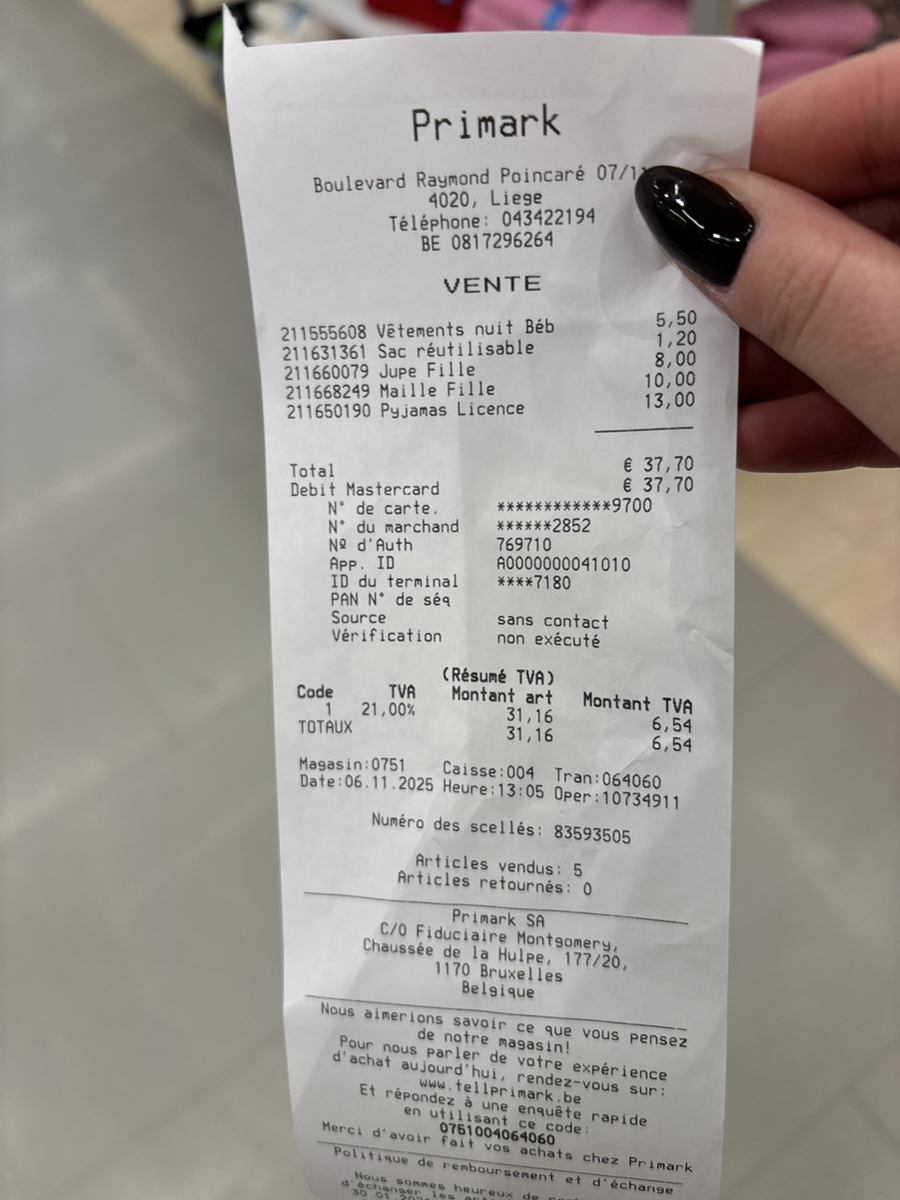 Primark
Boulevard Raymond Poincaré 07/11
4020, Liege
Téléphone: 043422194
BE 0817296264
VENTE
211555608 Vêtements nuit Béb 5,50
211631361 Sac réutilisable 1,20
211660079 Jupe Fille 8,00
211668249 Maille Fille 10,00
211650190 Pyjamas Licence 13,00
Total € 37,70
Debit Mastercard € 37,70
N° de carte. ************9700
N° du marchand ******2852
Nº d'Auth 769710
App. ID A0000000041010
ID du terminal ****7180
PAN N° de séq
Source sans contact
Vérification non exécuté
(Résumé TVA)
Code TVA Montant art Montant TVA
1 21,00% 31,16 6,54
TOTAUX 31,16 6,54
Magasin:0751 Caisse:004 Tran:064060
Date:06.11.2025 Heure:13:05 Oper:10734911
Numéro des scellés: 83593505
Articles vendus: 5
Articles retournés: 0
Primark SA
C/O Fiduciaire Montgomery,
Chaussée de la Hulpe, 177/20,
1170 Bruxelles
Belgique
Nous aimerions savoir ce que vous pensez
de notre magasin!
Pour nous parler de votre expérience
d'achat aujourd'hui, rendez-vous sur:
www.tellprimark.be
Et répondez à une enquête rapide
en utilisant ce code:
0751004064060
Merci d'avoir fait vos achats chez Primark
Politique de remboursement et d'échange
Nous sommes heureux de
d'échanger les